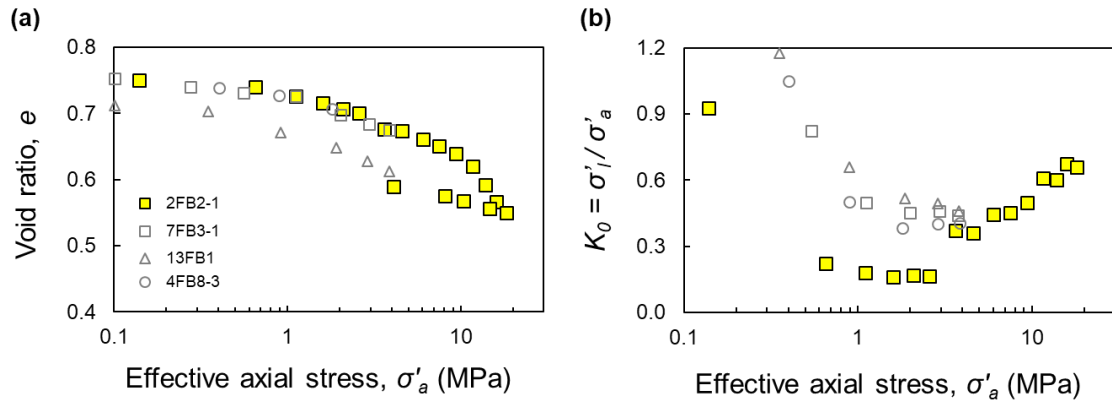 (a)
0.8
0.7
0.6
0.5
0.4
Void ratio, e
2FB2-1
7FB3-1
13FB1
4FB8-3
0.1
1
10
Effective axial stress, σ′a (MPa)
(b)
1.2
0.9
0.6
0.3
0.0
K0 = σ′l / σ′a
0.1
1
10
Effective axial stress, σ′a (MPa)